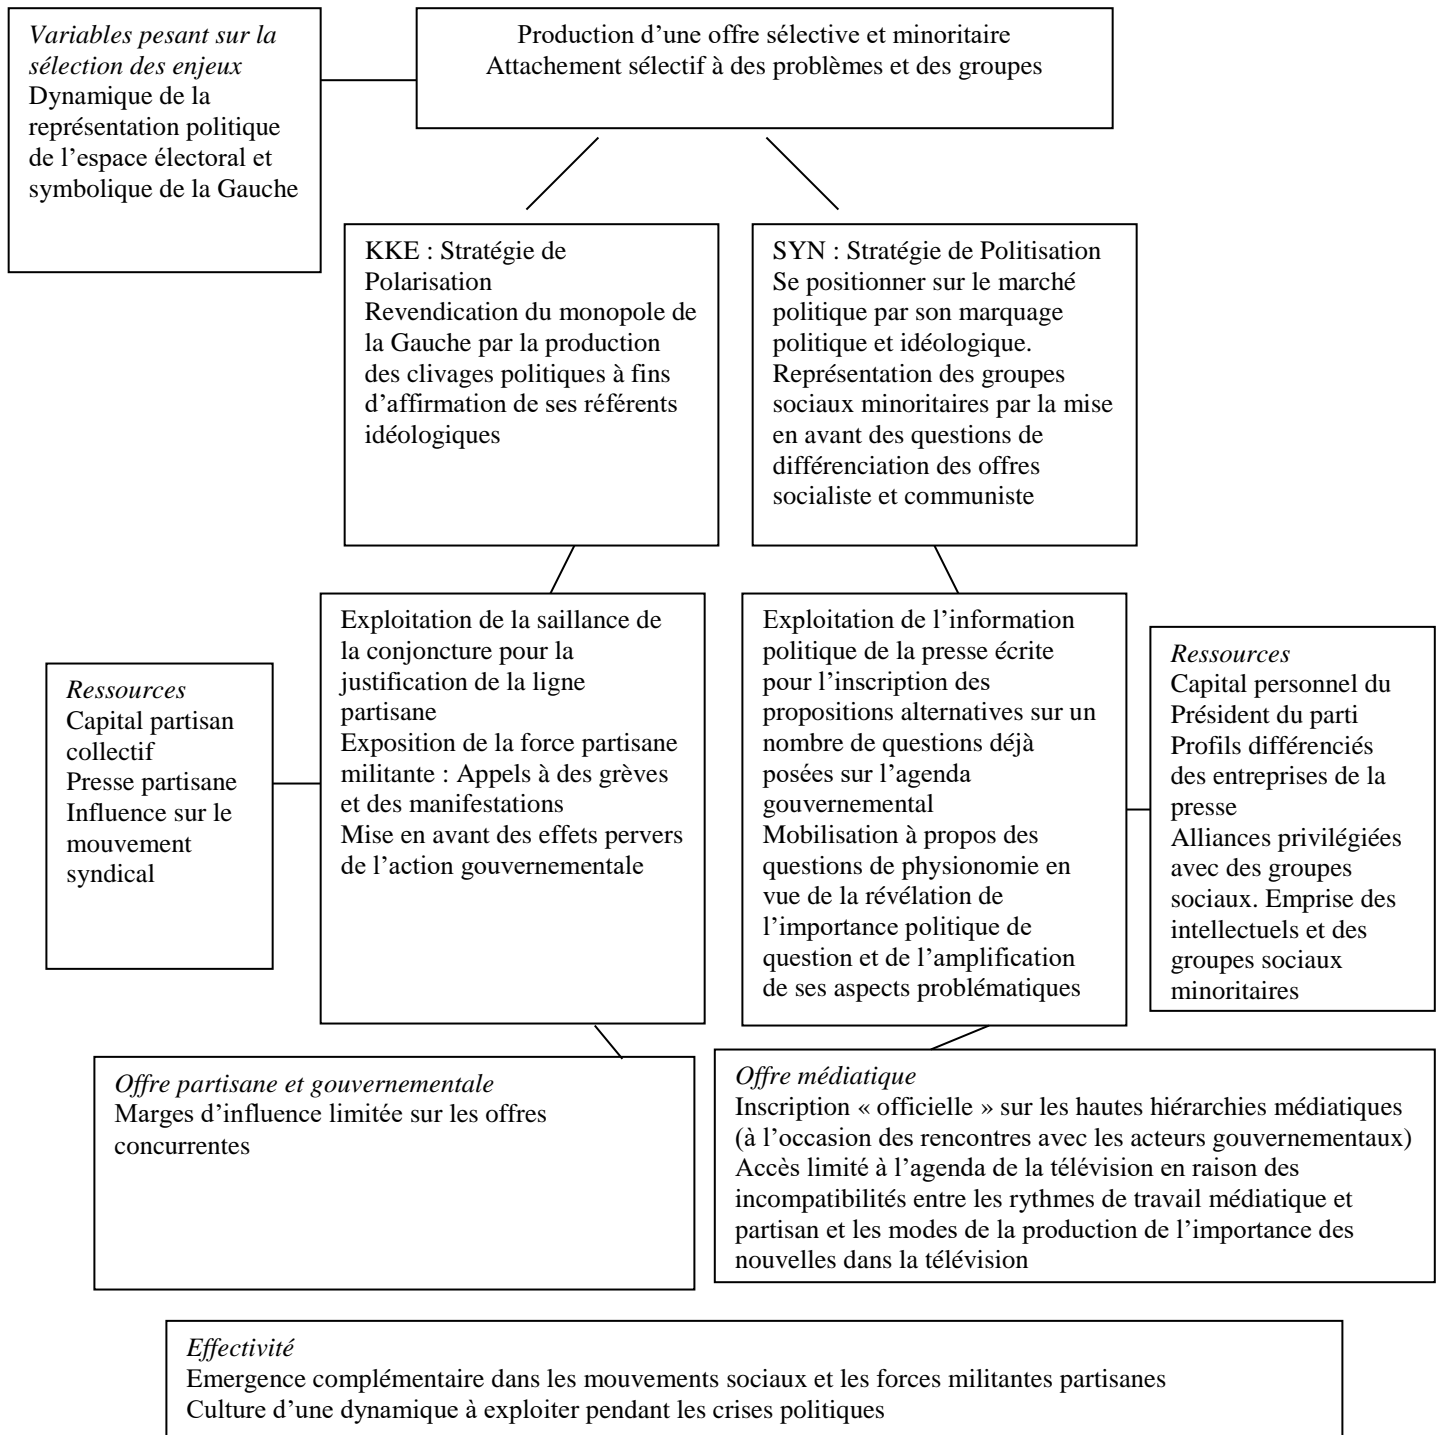 Variables pesant sur la
sélection des enjeux
Dynamique de la
représentation politique
de l’espace électoral et
symbolique de la Gauche
Production d’une offre sélective et minoritaire
Attachement sélectif à des problèmes et des groupes
KKE : Stratégie de
Polarisation
Revendication du monopole de
la Gauche par la production
des clivages politiques à fins
d’affirmation de ses référents
idéologiques
SYN : Stratégie de Politisation
Se positionner sur le marché
politique par son marquage
politique et idéologique.
Représentation des groupes
sociaux minoritaires par la mise
en avant des questions de
différenciation des offres
socialiste et communiste
Ressources
Capital partisan
collectif
Presse partisane
Influence sur le
mouvement
syndical
Exploitation de la saillance de
la conjoncture pour la
justification de la ligne
partisane
Exposition de la force partisane
militante : Appels à des grèves
et des manifestations
Mise en avant des effets pervers
de l’action gouvernementale
Exploitation de l’information
politique de la presse écrite
pour l’inscription des
propositions alternatives sur un
nombre de questions déjà
posées sur l’agenda
gouvernemental
Mobilisation à propos des
questions de physionomie en
vue de la révélation de
l’importance politique de
question et de l’amplification
de ses aspects problématiques
Ressources
Capital personnel du
Président du parti
Profils différenciés
des entreprises de la
presse
Alliances privilégiées
avec des groupes
sociaux. Emprise des
intellectuels et des
groupes sociaux
minoritaires
Offre partisane et gouvernementale
Marges d’influence limitée sur les offres
concurrentes
Offre médiatique
Inscription « officielle » sur les hautes hiérarchies médiatiques
(à l’occasion des rencontres avec les acteurs gouvernementaux)
Accès limité à l’agenda de la télévision en raison des
incompatibilités entre les rythmes de travail médiatique et
partisan et les modes de la production de l’importance des
nouvelles dans la télévision
Effectivité
Emergence complémentaire dans les mouvements sociaux et les forces militantes partisanes
Culture d’une dynamique à exploiter pendant les crises politiques